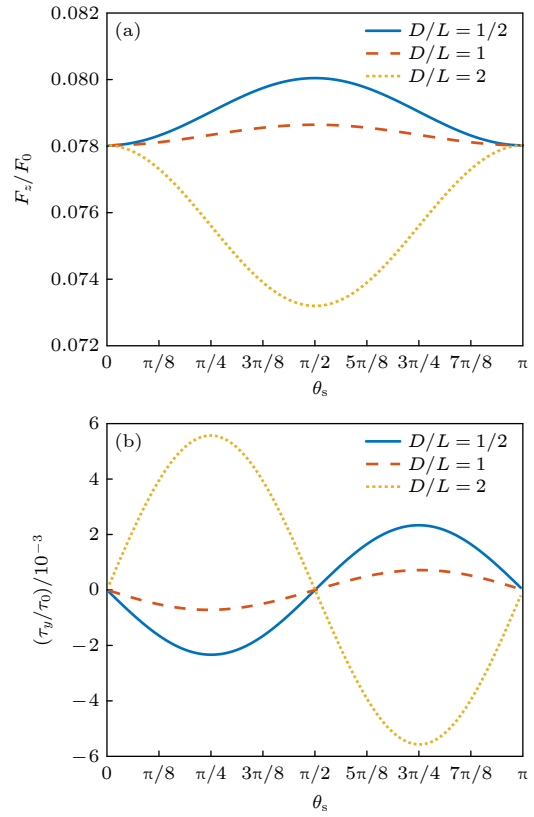 (a)
D/L = 1/2
D/L = 1
D/L = 2
0.080
0.078
0.076
0.074
0.072
F_z/F_0
0 π/8 π/4 3π/8 π/2 5π/8 3π/4 7π/8 π
θ_s
(b)
D/L = 1/2
D/L = 1
D/L = 2
6
4
2
0
−2
−4
−6
(τ_y/τ_0)/10^−3
0 π/8 π/4 3π/8 π/2 5π/8 3π/4 7π/8 π
θ_s